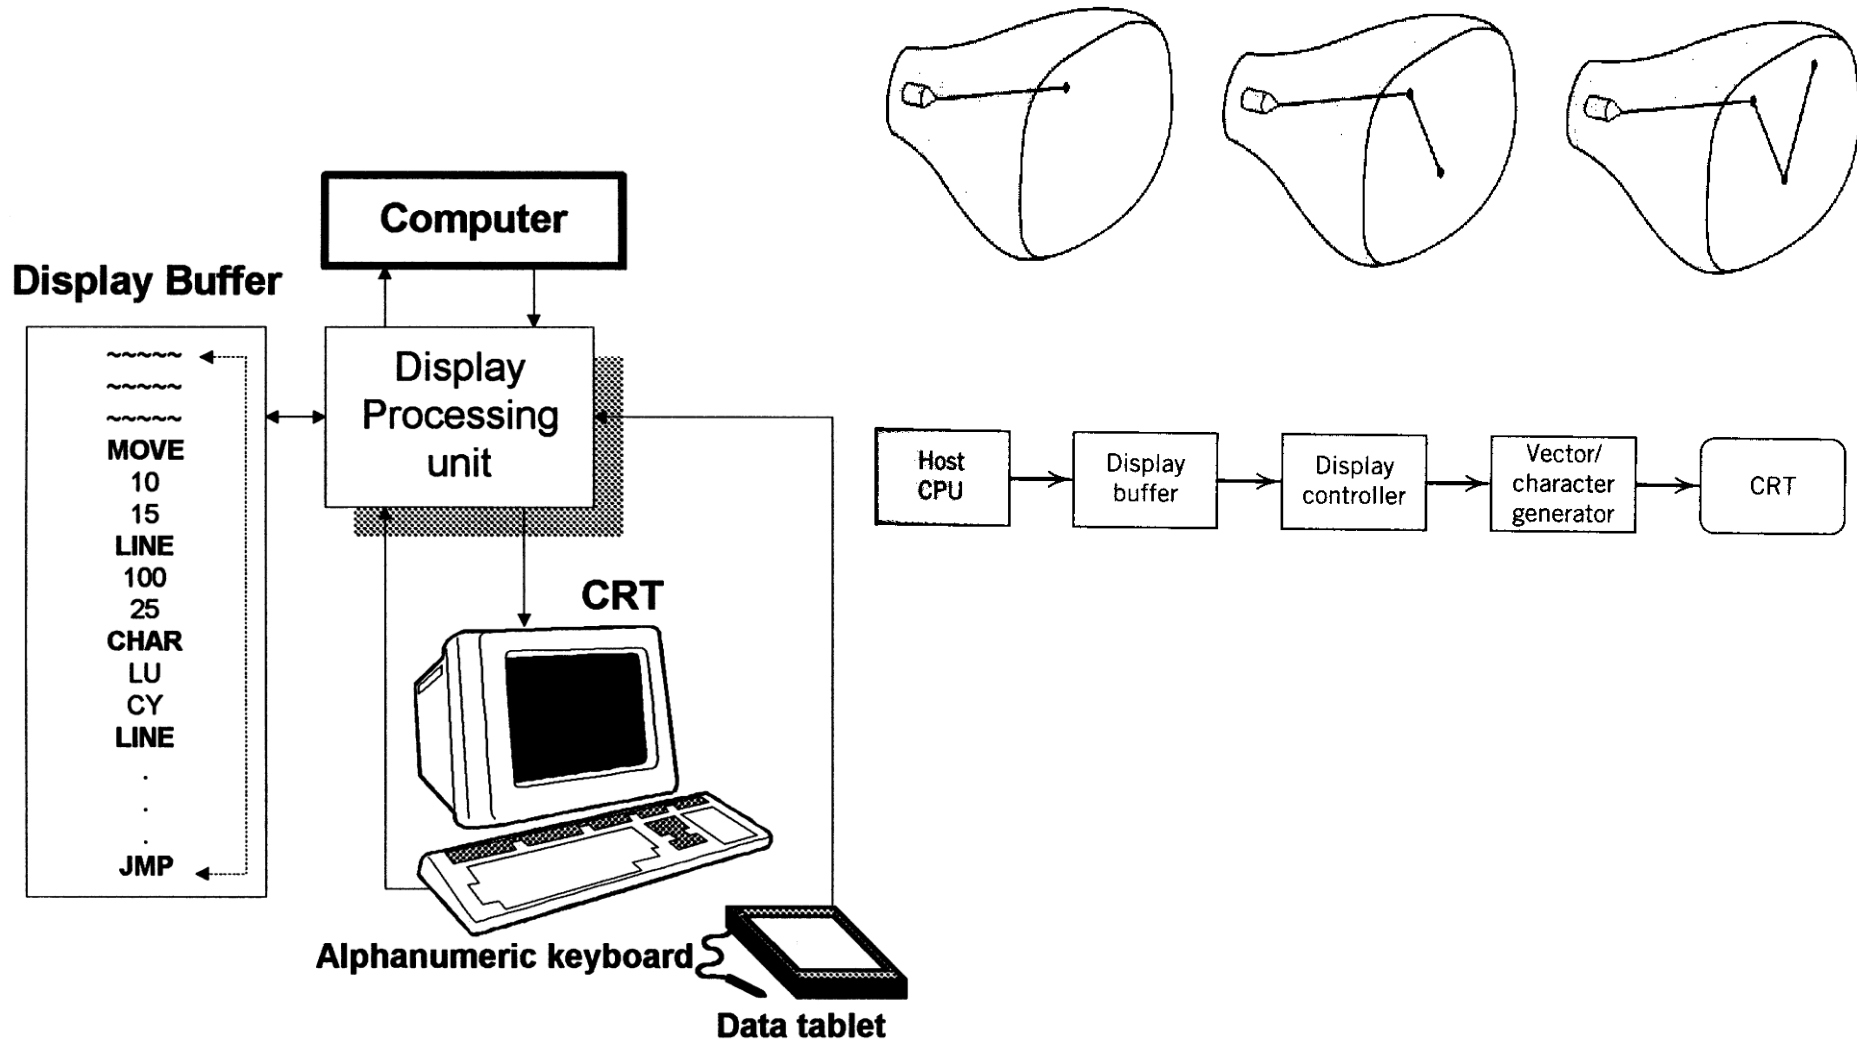 Computer
Display Buffer
~~~~~
~~~~~
~~~~~
MOVE
10
15
LINE
100
25
CHAR
LU
CY
LINE
.
.
.
JMP
Display
Processing
unit
CRT
Alphanumeric keyboard
Data tablet
Host
CPU
Display
buffer
Display
controller
Vector/
character
generator
CRT